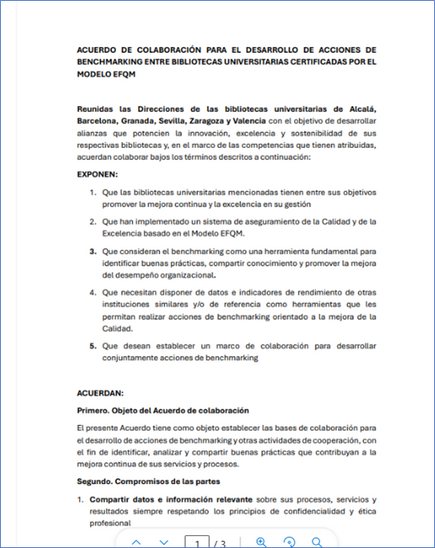 ACUERDO DE COLABORACIÓN PARA EL DESARROLLO DE ACCIONES DE
BENCHMARKING ENTRE BIBLIOTECAS UNIVERSITARIAS CERTIFICADAS POR EL
MODELO EFQM
Reunidas las Direcciones de las bibliotecas universitarias de Alcalá,
Barcelona, Granada, Sevilla, Zaragoza y Valencia con el objetivo de desarrollar
alianzas que potencien la innovación, excelencia y sostenibilidad de sus
respectivas bibliotecas y, en el marco de las competencias que tienen atribuidas,
acuerdan colaborar bajos los términos descritos a continuación:
EXPONEN:
1. Que las bibliotecas universitarias mencionadas tienen entre sus objetivos
promover la mejora continua y la excelencia en su gestión
2. Que han implementado un sistema de aseguramiento de la Calidad y de la
Excelencia basado en el Modelo EFQM.
3. Que consideran el benchmarking como una herramienta fundamental para
identificar buenas prácticas, compartir conocimiento y promover la mejora
del desempeño organizacional.
4. Que necesitan disponer de datos e indicadores de rendimiento de otras
instituciones similares y/o de referencia como herramientas que les
permitan realizar acciones de benchmarking orientado a la mejora de la
Calidad.
5. Que desean establecer un marco de colaboración para desarrollar
conjuntamente acciones de benchmarking
ACUERDAN:
Primero. Objeto del Acuerdo de colaboración
El presente Acuerdo tiene como objeto establecer las bases de colaboración para
el desarrollo de acciones de benchmarking y otras actividades de cooperación, con
el fin de identificar, analizar y compartir buenas prácticas que contribuyan a la
mejora continua de sus servicios y procesos.
Segundo. Compromisos de las partes
1. Compartir datos e información relevante sobre sus procesos, servicios y
resultados siempre respetando los principios de confidencialidad y ética
profesional
1 / 3